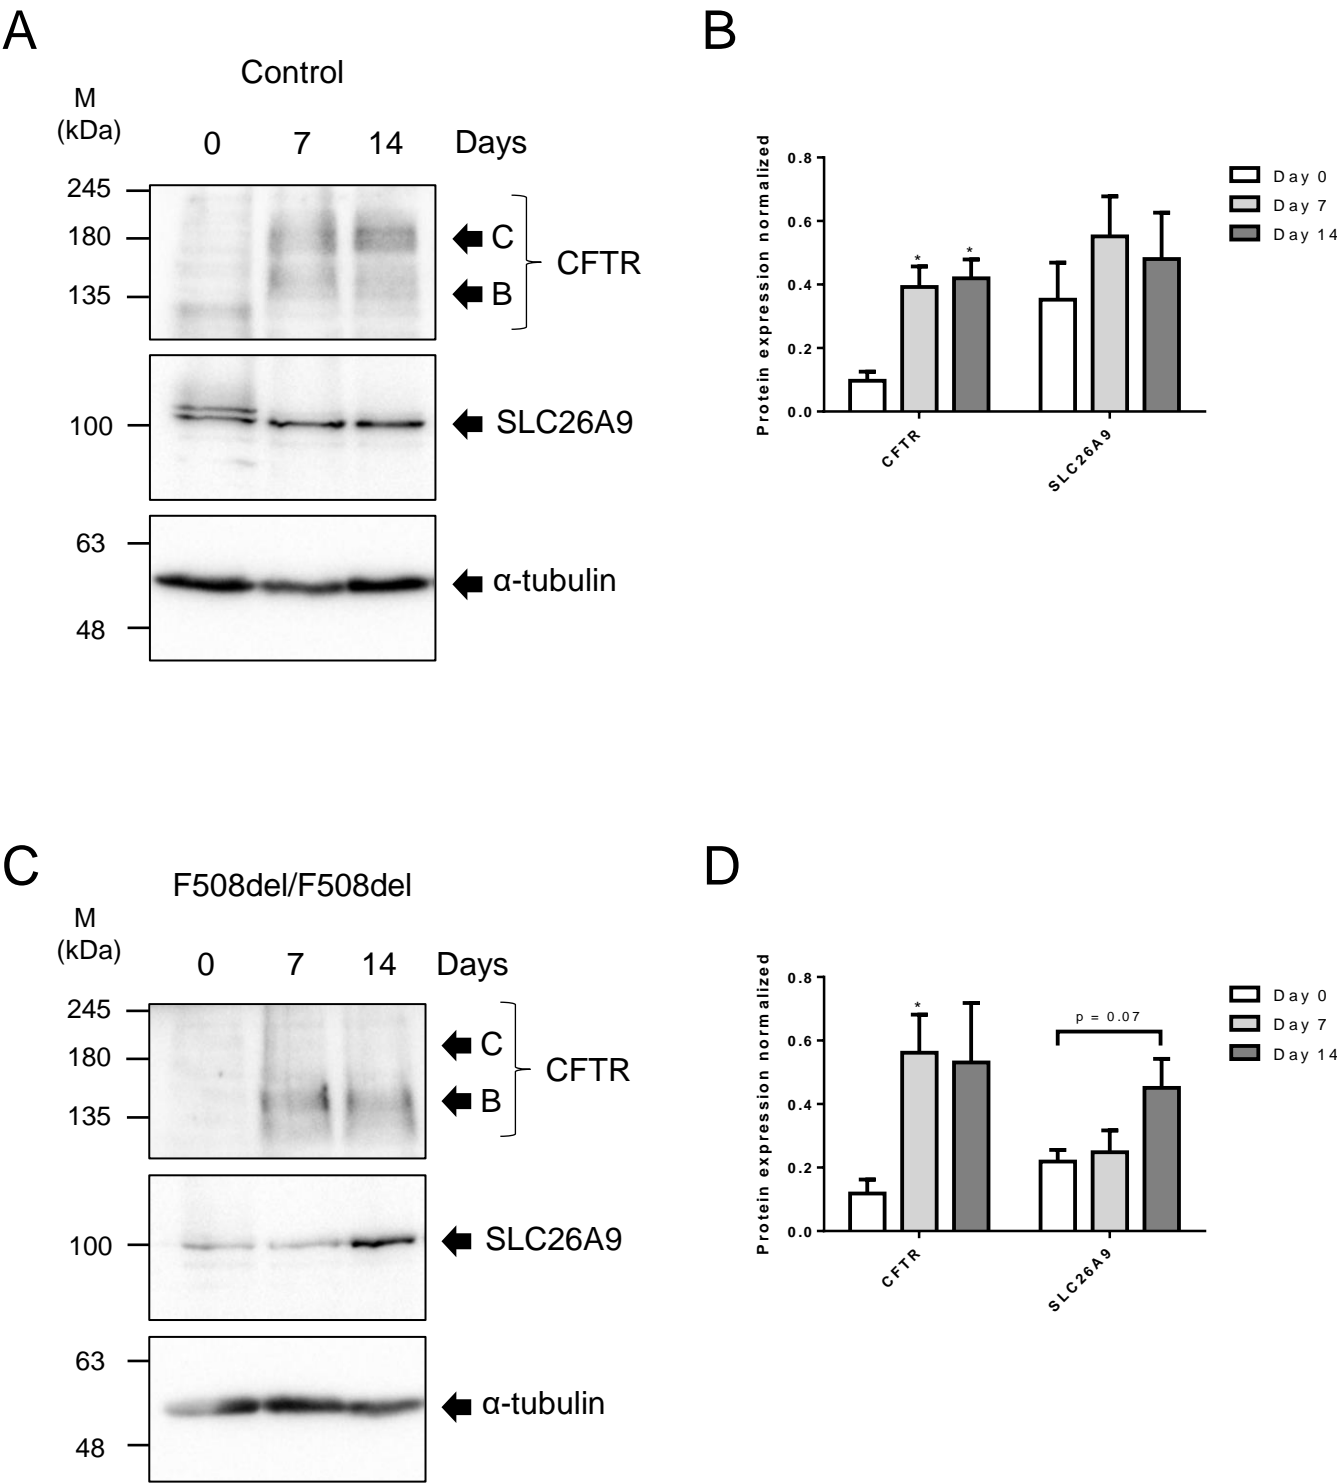 A
Control
M
(kDa)
0 7 14 Days
245
180
135
C
B
CFTR
100
SLC26A9
63
48
α-tubulin
B
Protein expression normalized
0.8
0.6
0.4
0.2
0.0
* *
CFTR
SLC26A9
Day 0
Day 7
Day 14
C
F508del/F508del
M
(kDa)
0 7 14 Days
245
180
135
C
B
CFTR
100
SLC26A9
63
48
α-tubulin
D
Protein expression normalized
0.8
0.6
0.4
0.2
0.0
*
p = 0.07
CFTR
SLC26A9
Day 0
Day 7
Day 14